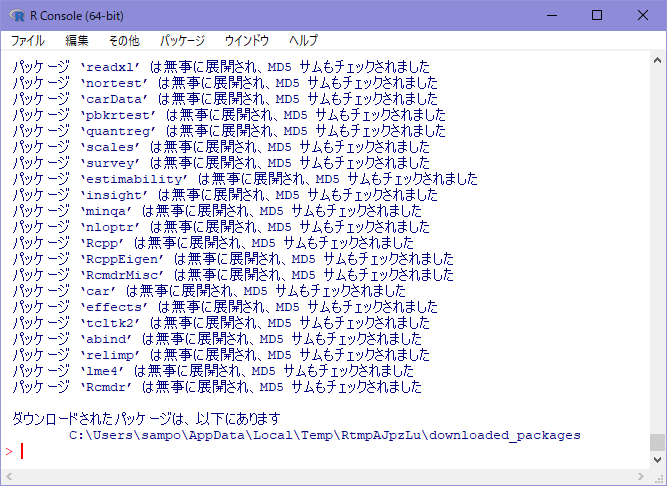 R Console (64-bit)
ファイル 編集 その他 パッケージ ウインドウ ヘルプ
パッケージ ‘readxl’ は無事に展開され、MD5 サムもチェックされました
パッケージ ‘nortest’ は無事に展開され、MD5 サムもチェックされました
パッケージ ‘carData’ は無事に展開され、MD5 サムもチェックされました
パッケージ ‘pbkrtest’ は無事に展開され、MD5 サムもチェックされました
パッケージ ‘quantreg’ は無事に展開され、MD5 サムもチェックされました
パッケージ ‘scales’ は無事に展開され、MD5 サムもチェックされました
パッケージ ‘survey’ は無事に展開され、MD5 サムもチェックされました
パッケージ ‘estimability’ は無事に展開され、MD5 サムもチェックされました
パッケージ ‘insight’ は無事に展開され、MD5 サムもチェックされました
パッケージ ‘minqa’ は無事に展開され、MD5 サムもチェックされました
パッケージ ‘nloptr’ は無事に展開され、MD5 サムもチェックされました
パッケージ ‘Rcpp’ は無事に展開され、MD5 サムもチェックされました
パッケージ ‘RcppEigen’ は無事に展開され、MD5 サムもチェックされました
パッケージ ‘RcmdrMisc’ は無事に展開され、MD5 サムもチェックされました
パッケージ ‘car’ は無事に展開され、MD5 サムもチェックされました
パッケージ ‘effects’ は無事に展開され、MD5 サムもチェックされました
パッケージ ‘tcltk2’ は無事に展開され、MD5 サムもチェックされました
パッケージ ‘abind’ は無事に展開され、MD5 サムもチェックされました
パッケージ ‘relimp’ は無事に展開され、MD5 サムもチェックされました
パッケージ ‘lme4’ は無事に展開され、MD5 サムもチェックされました
パッケージ ‘Rcmdr’ は無事に展開され、MD5 サムもチェックされました
ダウンロードされたパッケージは、以下にあります
C:\Users\sampo\AppData\Local\Temp\RtmpAJpzLu\downloaded_packages
>